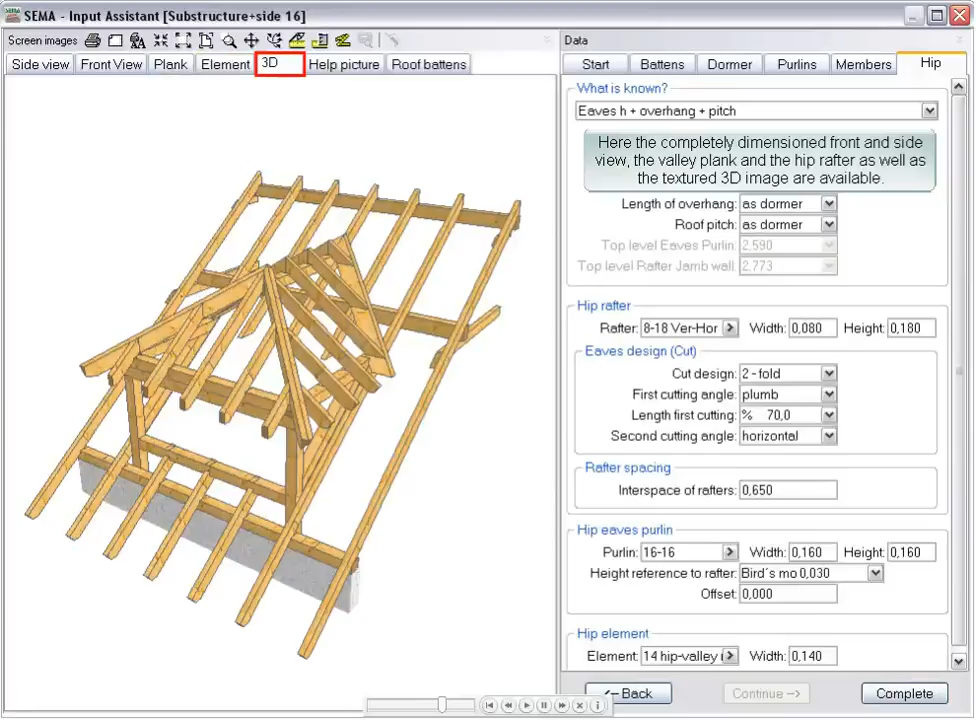 SEMA - Input Assistant [Substructure+side 16]
Screen images
Data
Side view
Front View
Plank
Element
3D
Help picture
Roof battens
Start
Battens
Dormer
Purlins
Members
Hip
What is known?
Eaves h + overhang + pitch
Here the completely dimensioned front and side
view, the valley plank and the hip rafter as well as
the textured 3D image are available.
Length of overhang: as dormer
Roof pitch: as dormer
Top level Eaves Purlin: 2.590
Top level Rafter Jamb wall: 2.773
Hip rafter
Rafter: 8-18 Ver-Hor Width: 0,080 Height: 0,180
Eaves design (Cut)
Cut design: 2 - fold
First cutting angle: plumb
Length first cutting: % 70,0
Second cutting angle: horizontal
Rafter spacing
Interspace of rafters: 0,650
Hip eaves purlin
Purlin: 16-16 Width: 0,160 Height: 0,160
Height reference to rafter: Bird´s mo 0,030
Offset: 0,000
Hip element
Element: 14 hip-valley Width: 0,140
<-- Back
Continue -->
Complete